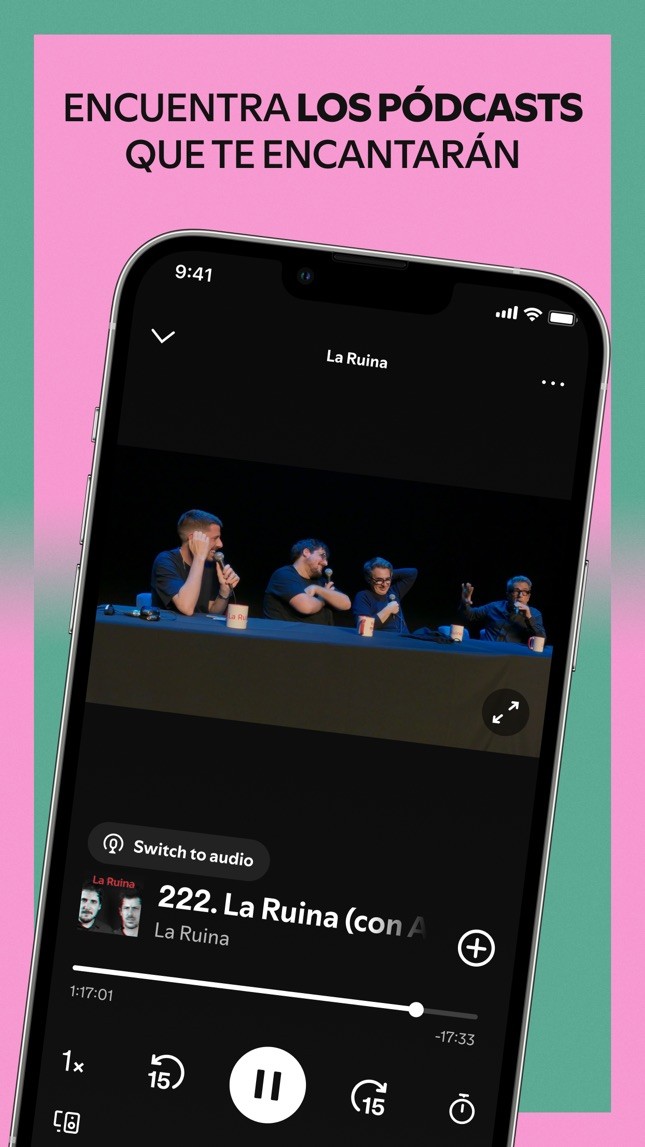 ENCUENTRA LOS PÓDCASTS
QUE TE ENCANTARÁN
9:41
La Ruina
Switch to audio
La Ruina
222. La Ruina (con A
La Ruina
1:17:01
-17:33
1x
15
15